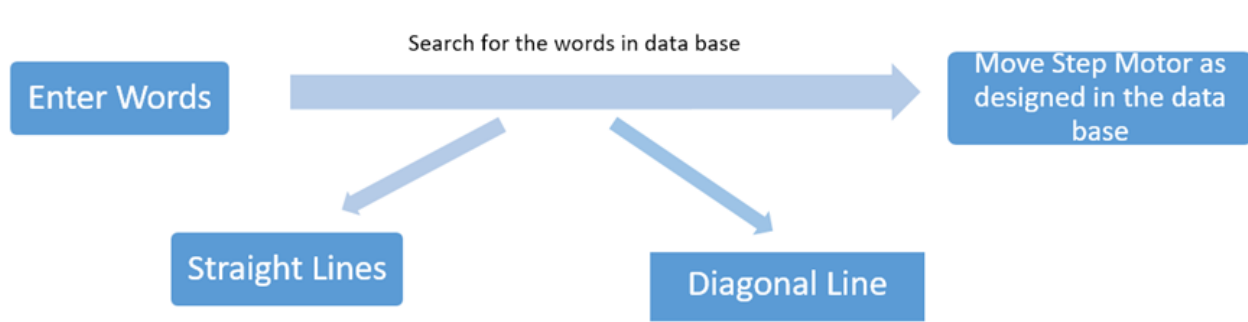 Search for the words in data base
Enter Words
Move Step Motor as
designed in the data
base
Straight Lines
Diagonal Line